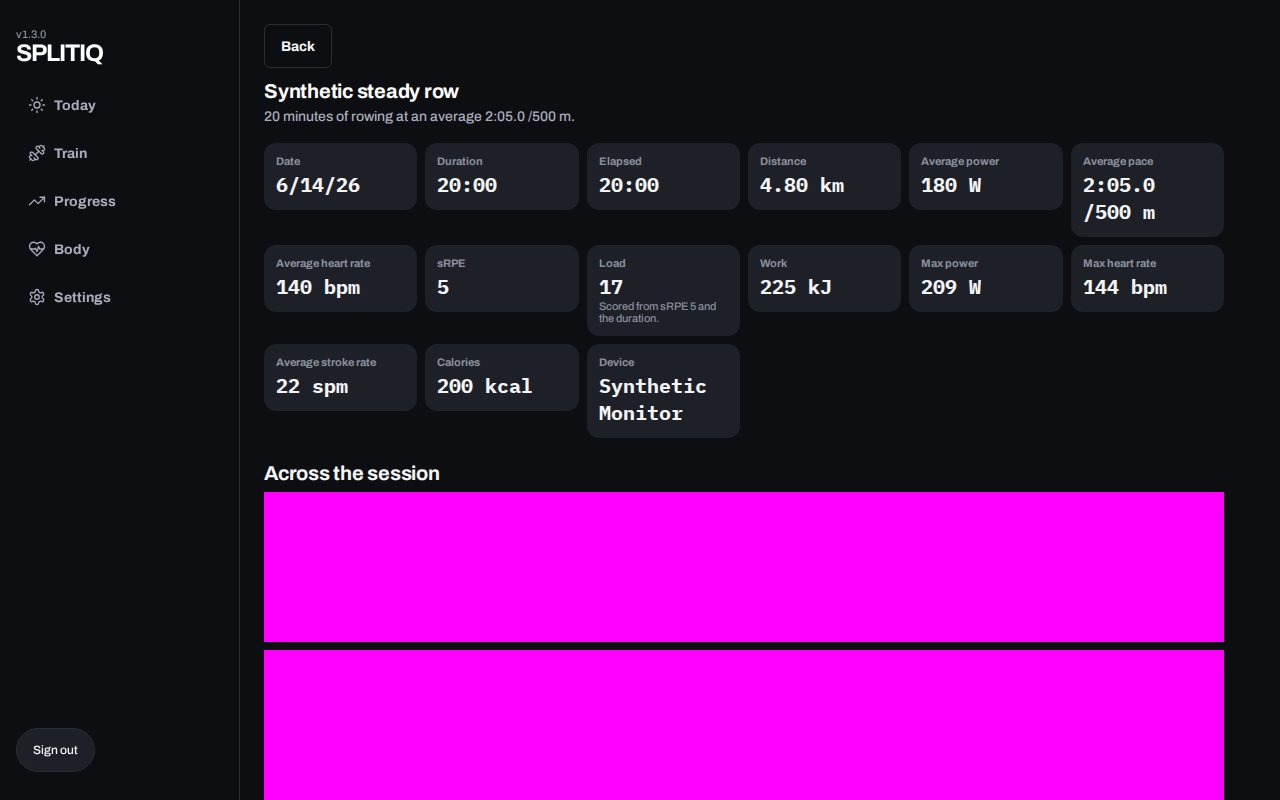 v1.3.0
SPLITIQ
Today
Train
Progress
Body
Settings
Sign out
Back
Synthetic steady row
20 minutes of rowing at an average 2:05.0 /500 m.
Date
6/14/26
Duration
20:00
Elapsed
20:00
Distance
4.80 km
Average power
180 W
Average pace
2:05.0
/500 m
Average heart rate
140 bpm
sRPE
5
Load
17
Scored from sRPE 5 and
the duration.
Work
225 kJ
Max power
209 W
Max heart rate
144 bpm
Average stroke rate
22 spm
Calories
200 kcal
Device
Synthetic
Monitor
Across the session